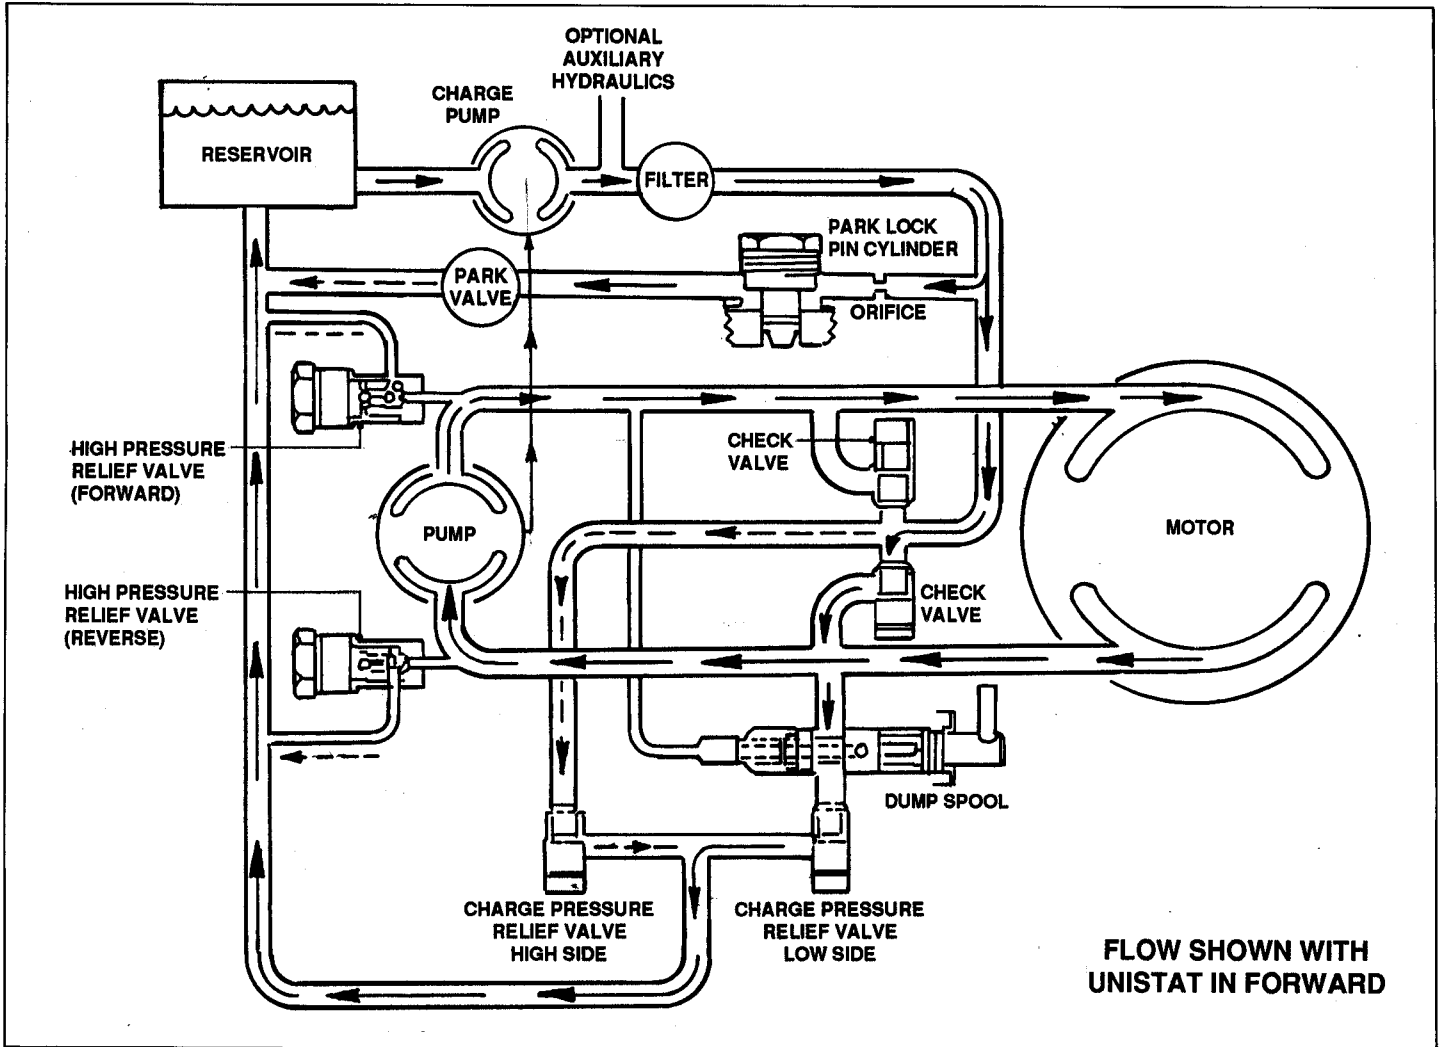 OPTIONAL
AUXILIARY
HYDRAULICS
CHARGE
PUMP
RESERVOIR
FILTER
PARK LOCK
PIN CYLINDER
PARK
VALVE
ORIFICE
HIGH PRESSURE
RELIEF VALVE
(FORWARD)
CHECK
VALVE
PUMP
MOTOR
HIGH PRESSURE
RELIEF VALVE
(REVERSE)
CHECK
VALVE
DUMP SPOOL
CHARGE PRESSURE
RELIEF VALVE
HIGH SIDE
CHARGE PRESSURE
RELIEF VALVE
LOW SIDE
FLOW SHOWN WITH
UNISTAT IN FORWARD